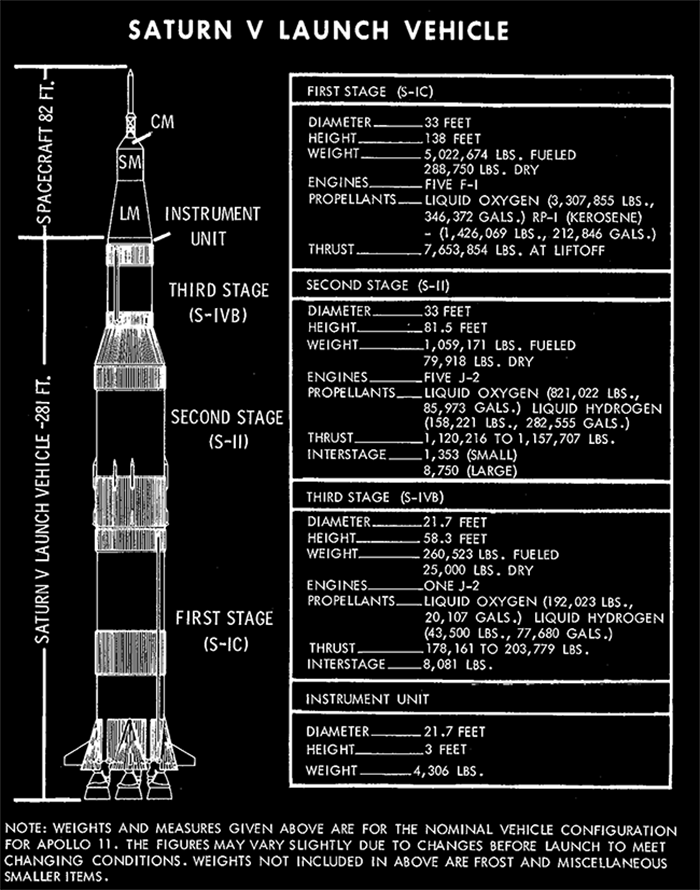 SATURN V LAUNCH VEHICLE
SPACECRAFT 82 FT.
CM
SM
LM
INSTRUMENT
UNIT
THIRD STAGE
(S-IVB)
SECOND STAGE
(S-II)
FIRST STAGE
(S-IC)
SATURN V LAUNCH VEHICLE -281 FT.
FIRST STAGE (S-IC)
DIAMETER 33 FEET
HEIGHT 138 FEET
WEIGHT 5,022,674 LBS. FUELED
288,750 LBS. DRY
ENGINES FIVE F-1
PROPELLANTS LIQUID OXYGEN (3,307,855 LBS.,
346,372 GALS.) RP-1 (KEROSENE)
- (1,426,069 LBS., 212,846 GALS.)
THRUST 7,653,854 LBS. AT LIFTOFF
SECOND STAGE (S-II)
DIAMETER 33 FEET
HEIGHT 81.5 FEET
WEIGHT 1,059,171 LBS. FUELED
79,918 LBS. DRY
ENGINES FIVE J-2
PROPELLANTS LIQUID OXYGEN (821,022 LBS.,
85,973 GALS.) LIQUID HYDROGEN
(158,221 LBS., 282,555 GALS.)
THRUST 1,120,216 TO 1,157,707 LBS.
INTERSTAGE 1,353 (SMALL)
8,750 (LARGE)
THIRD STAGE (S-IVB)
DIAMETER 21.7 FEET
HEIGHT 58.3 FEET
WEIGHT 260,523 LBS. FUELED
25,000 LBS. DRY
ENGINES ONE J-2
PROPELLANTS LIQUID OXYGEN (192,023 LBS.,
20,107 GALS.) LIQUID HYDROGEN
(43,500 LBS., 77,680 GALS.)
THRUST 178,161 TO 203,779 LBS.
INTERSTAGE 8,081 LBS.
INSTRUMENT UNIT
DIAMETER 21.7 FEET
HEIGHT 3 FEET
WEIGHT 4,306 LBS.
NOTE: WEIGHTS AND MEASURES GIVEN ABOVE ARE FOR THE NOMINAL VEHICLE CONFIGURATION
FOR APOLLO 11. THE FIGURES MAY VARY SLIGHTLY DUE TO CHANGES BEFORE LAUNCH TO MEET
CHANGING CONDITIONS. WEIGHTS NOT INCLUDED IN ABOVE ARE FROST AND MISCELLANEOUS
SMALLER ITEMS.